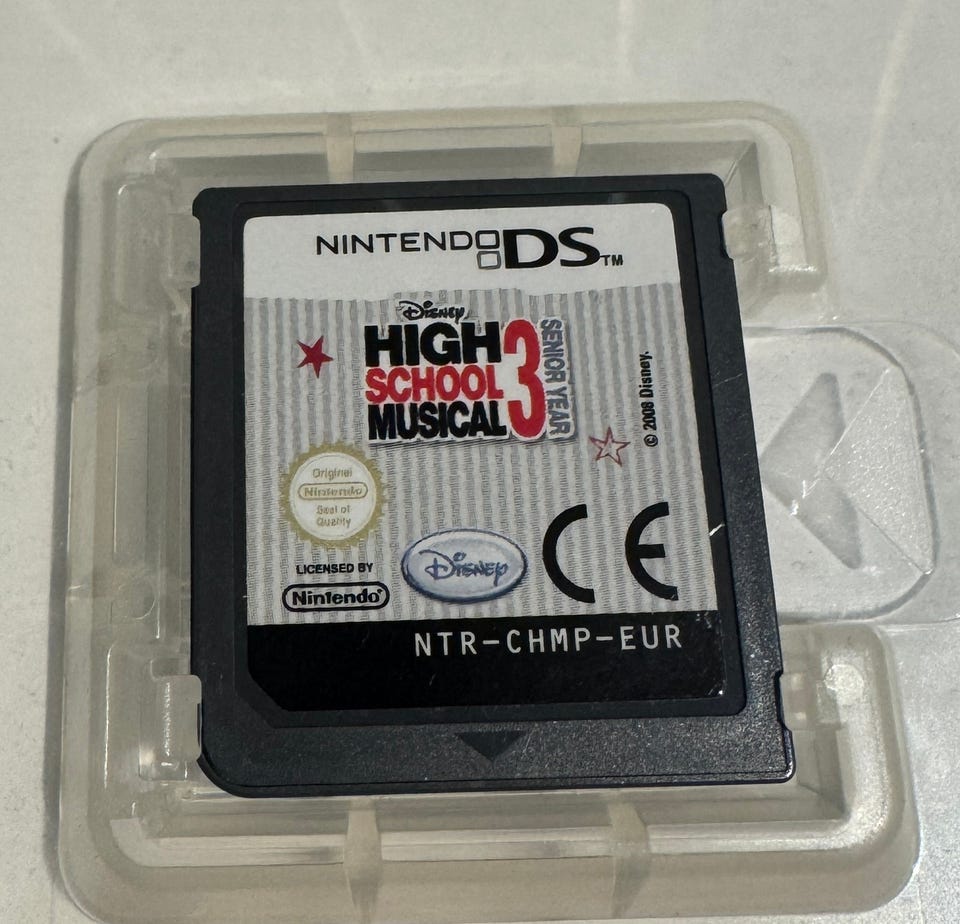 NINTENDO DS™
Disney
HIGH
SCHOOL
MUSICAL
3
SENIOR YEAR
© 2008 Disney.
Original
Nintendo
Seal of
Quality
LICENSED BY
Nintendo®
Disney
CE
NTR-CHMP-EUR